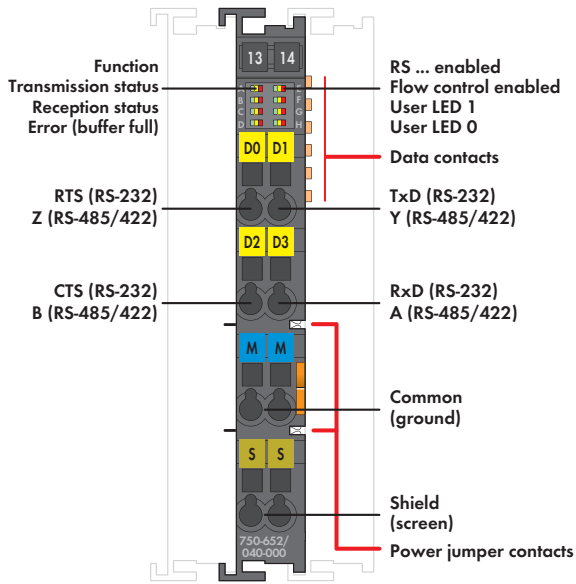 13 14
Function
Transmission status
Reception status
Error (buffer full)
RS ... enabled
Flow control enabled
User LED 1
User LED 0
A E
B F
C G
D H
Data contacts
D0 D1
RTS (RS-232)
Z (RS-485/422)
TxD (RS-232)
Y (RS-485/422)
D2 D3
CTS (RS-232)
B (RS-485/422)
RxD (RS-232)
A (RS-485/422)
M M
Common
(ground)
S S
Shield
(screen)
750-652/
040-000
Power jumper contacts